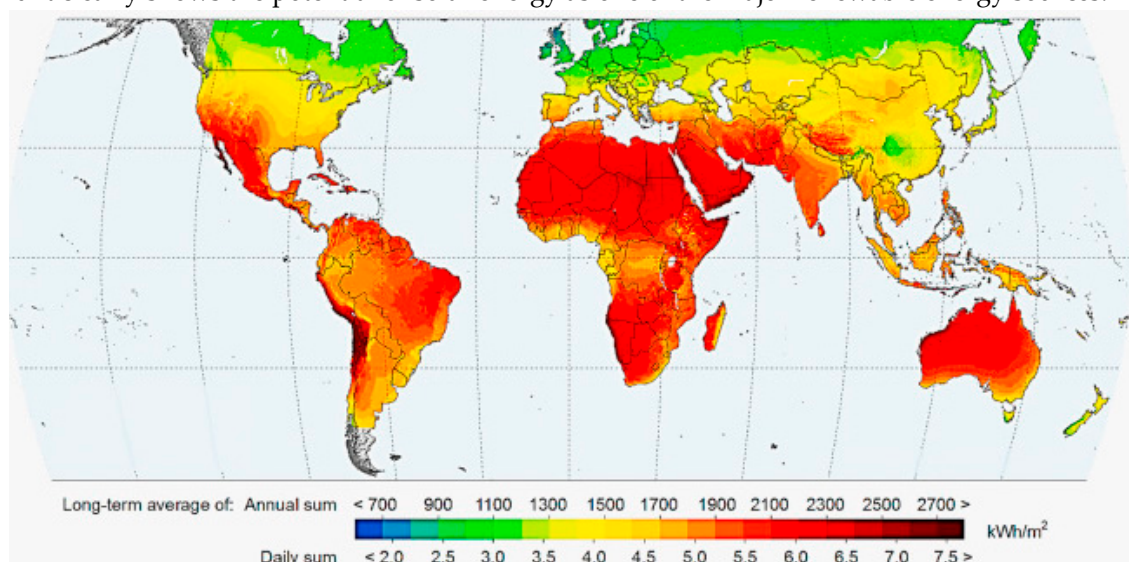 Long-term average of: Annual sum < 700 900 1100 1300 1500 1700 1900 2100 2300 2500 2700 >
kWh/m²
Daily sum < 2.0 2.5 3.0 3.5 4.0 4.5 5.0 5.5 6.0 6.5 7.0 7.5 >